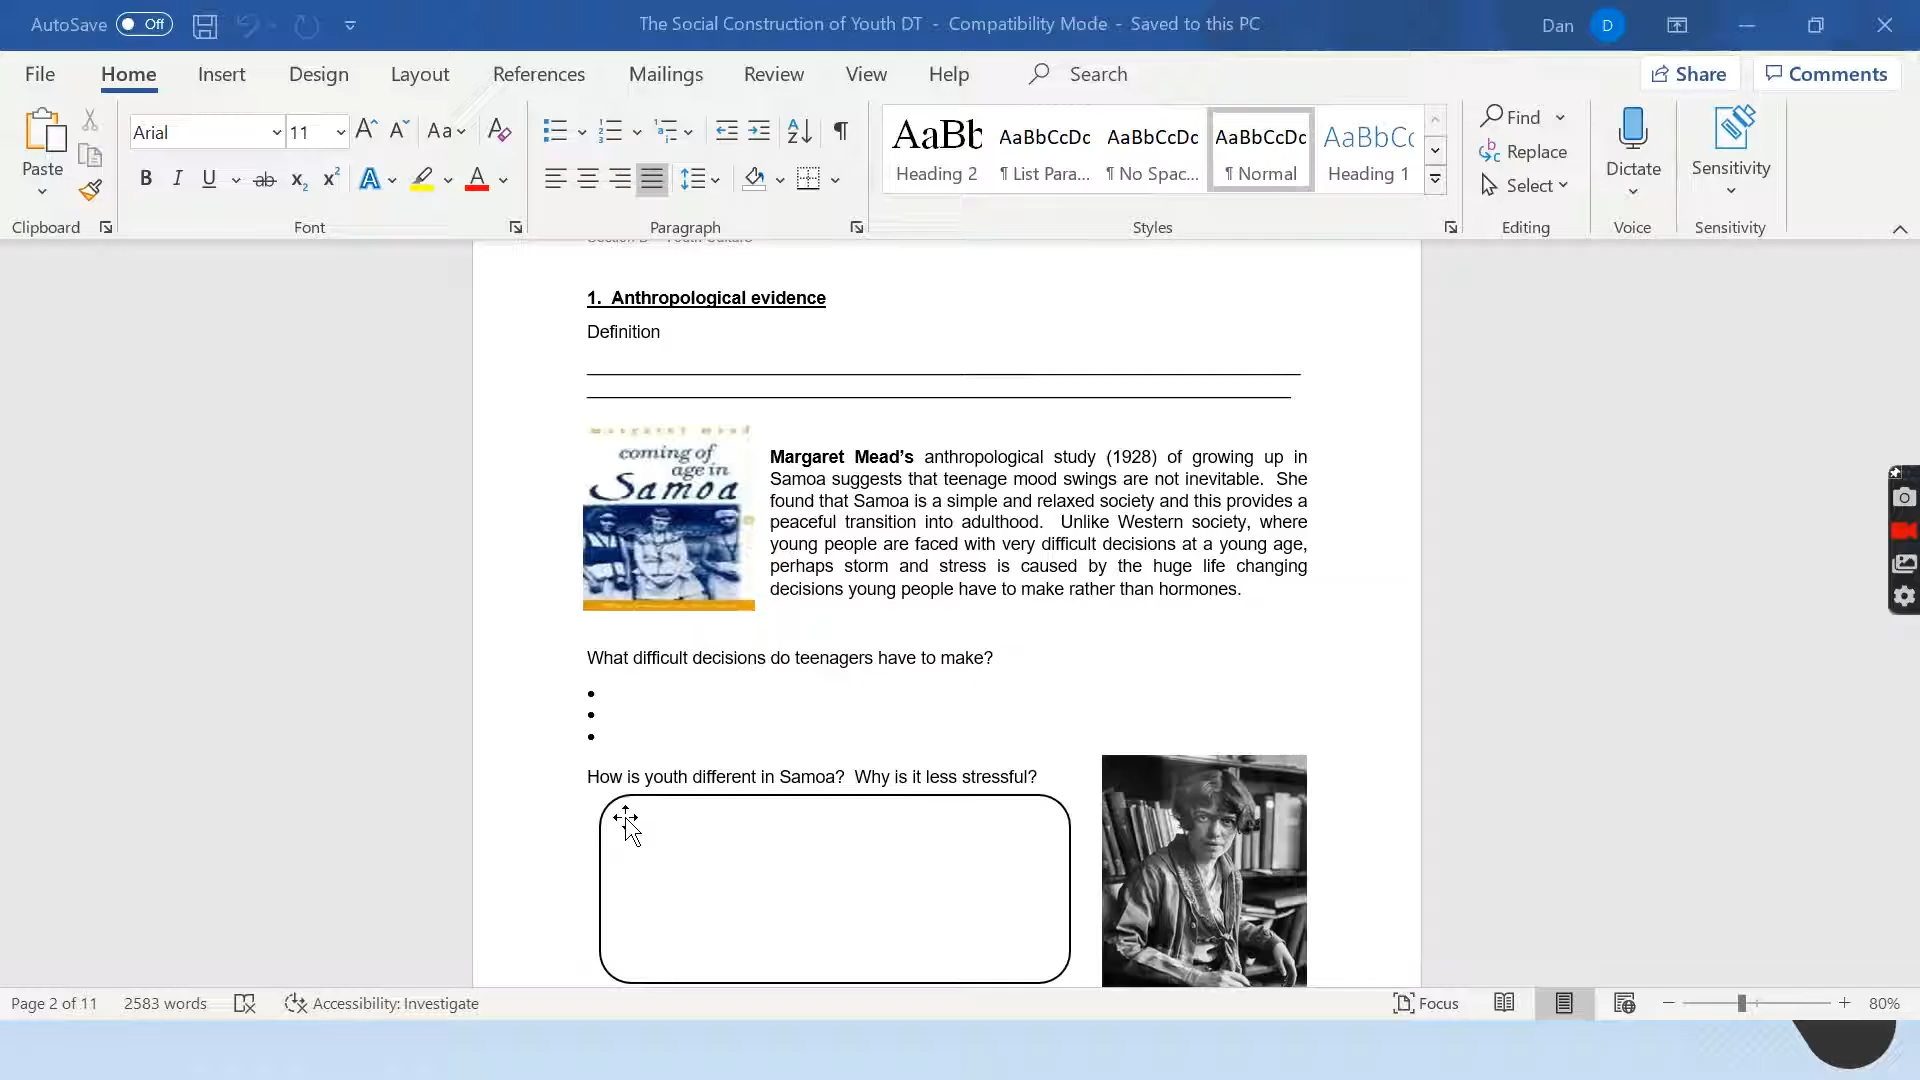 AutoSave Off The Social Construction of Youth DT - Compatibility Mode - Saved to this PC Dan D
File Home Insert Design Layout References Mailings Review View Help Search Share Comments
Paste
Arial 11
Aa
B I U ab x₂ x² A A
AaBb AaBbCcDc AaBbCcDc AaBbCcDc AaBbCc
Heading 2 ¶ List Para... ¶ No Spac... ¶ Normal Heading 1
Find
Replace
Select
Dictate
Sensitivity
Clipboard Font Paragraph Styles Editing Voice Sensitivity
1. Anthropological evidence
Definition
margaret mead
coming of
age in
Samoa
Margaret Mead’s anthropological study (1928) of growing up in
Samoa suggests that teenage mood swings are not inevitable. She
found that Samoa is a simple and relaxed society and this provides a
peaceful transition into adulthood. Unlike Western society, where
young people are faced with very difficult decisions at a young age,
perhaps storm and stress is caused by the huge life changing
decisions young people have to make rather than hormones.
What difficult decisions do teenagers have to make?
•
•
•
How is youth different in Samoa? Why is it less stressful?
Page 2 of 11 2583 words Accessibility: Investigate Focus 80%